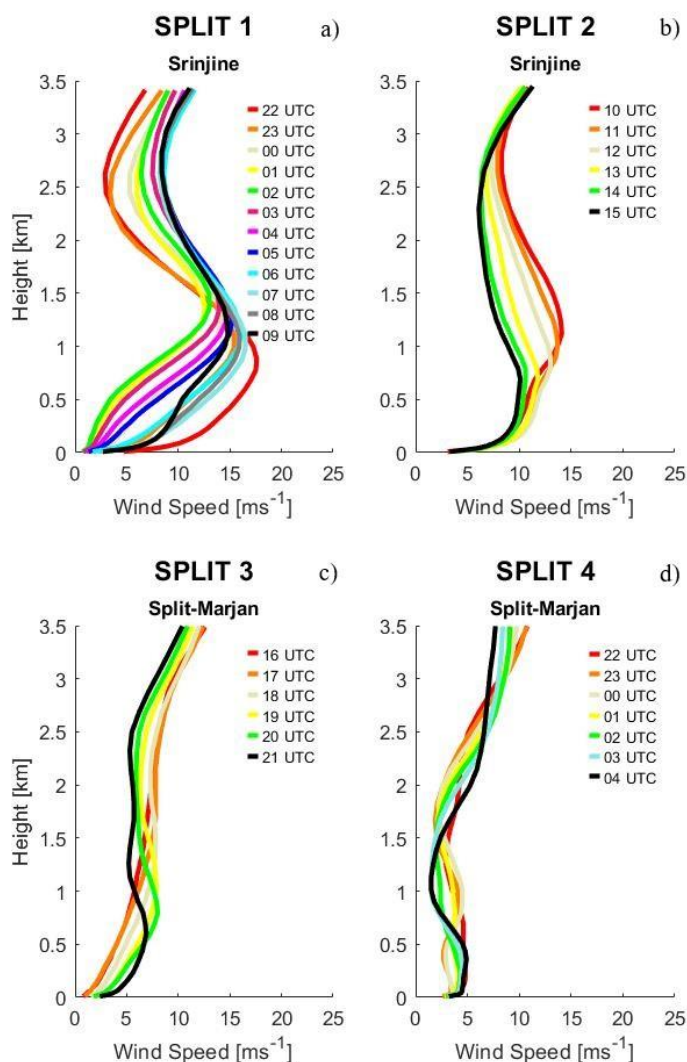 SPLIT 1 a)
Srinjine
3.5
3
2.5
2
1.5
1
0.5
0
Height [km]
22 UTC
23 UTC
00 UTC
01 UTC
02 UTC
03 UTC
04 UTC
05 UTC
06 UTC
07 UTC
08 UTC
09 UTC
0 5 10 15 20 25
Wind Speed [ms-1]
SPLIT 2 b)
Srinjine
3.5
3
2.5
2
1.5
1
0.5
0
10 UTC
11 UTC
12 UTC
13 UTC
14 UTC
15 UTC
0 5 10 15 20 25
Wind Speed [ms-1]
SPLIT 3 c)
Split-Marjan
3.5
3
2.5
2
1.5
1
0.5
0
Height [km]
16 UTC
17 UTC
18 UTC
19 UTC
20 UTC
21 UTC
0 5 10 15 20 25
Wind Speed [ms-1]
SPLIT 4 d)
Split-Marjan
3.5
3
2.5
2
1.5
1
0.5
0
22 UTC
23 UTC
00 UTC
01 UTC
02 UTC
03 UTC
04 UTC
0 5 10 15 20 25
Wind Speed [ms-1]